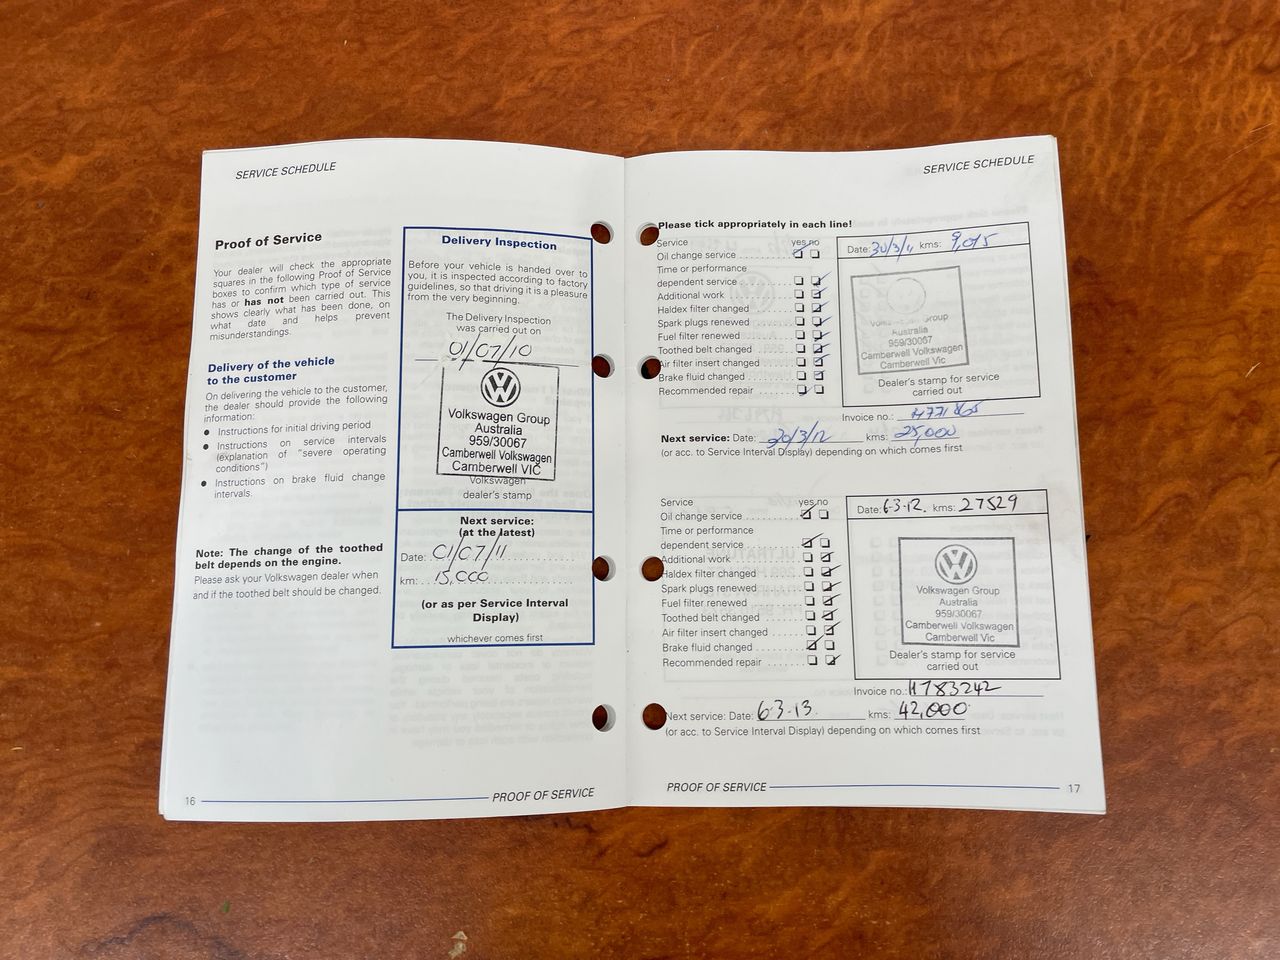 SERVICE SCHEDULE
Proof of Service
Your dealer will check the appropriate
squares in the following Proof of Service
boxes to confirm which type of service
has or has not been carried out. This
shows clearly what has been done, on
what date and helps prevent
misunderstandings.
Delivery of the vehicle
to the customer
On delivering the vehicle to the customer,
the dealer should provide the following
information:
● Instructions for initial driving period
● Instructions on service intervals
(explanation of "severe operating
conditions")
● Instructions on brake fluid change
intervals.
Note: The change of the toothed
belt depends on the engine.
Please ask your Volkswagen dealer when
and if the toothed belt should be changed.
Delivery Inspection
Before your vehicle is handed over to
you, it is inspected according to factory
guidelines, so that driving it is a pleasure
from the very beginning.
The Delivery Inspection
was carried out on
01/07/10
Volkswagen Group
Australia
959/30067
Camberwell Volkswagen
Camberwell VIC
Volkswagen
dealer's stamp
Next service:
(at the latest)
Date: 01/07/11
km: 15,000
(or as per Service Interval
Display)
whichever comes first
16 PROOF OF SERVICE
SERVICE SCHEDULE
Please tick appropriately in each line!
Service yes no
Oil change service
Time or performance
dependent service
Additional work
Haldex filter changed
Spark plugs renewed
Fuel filter renewed
Toothed belt changed
Air filter insert changed
Brake fluid changed
Recommended repair
Date: 30/3/11 kms: 9,015
Volkswagen Group
Australia
959/30067
Camberwell Volkswagen
Camberwell Vic
Dealer's stamp for service
carried out
Invoice no.: H771865
Next service: Date: 30/3/12 kms: 25,000
(or acc. to Service Interval Display) depending on which comes first
Service yes no
Oil change service
Time or performance
dependent service
Additional work
Haldex filter changed
Spark plugs renewed
Fuel filter renewed
Toothed belt changed
Air filter insert changed
Brake fluid changed
Recommended repair
Date: 6-3-12. kms: 27529
Volkswagen Group
Australia
959/30067
Camberwell Volkswagen
Camberwell Vic
Dealer's stamp for service
carried out
Invoice no.: H783242
Next service: Date: 6-3-13. kms: 42,000
(or acc. to Service Interval Display) depending on which comes first
PROOF OF SERVICE 17